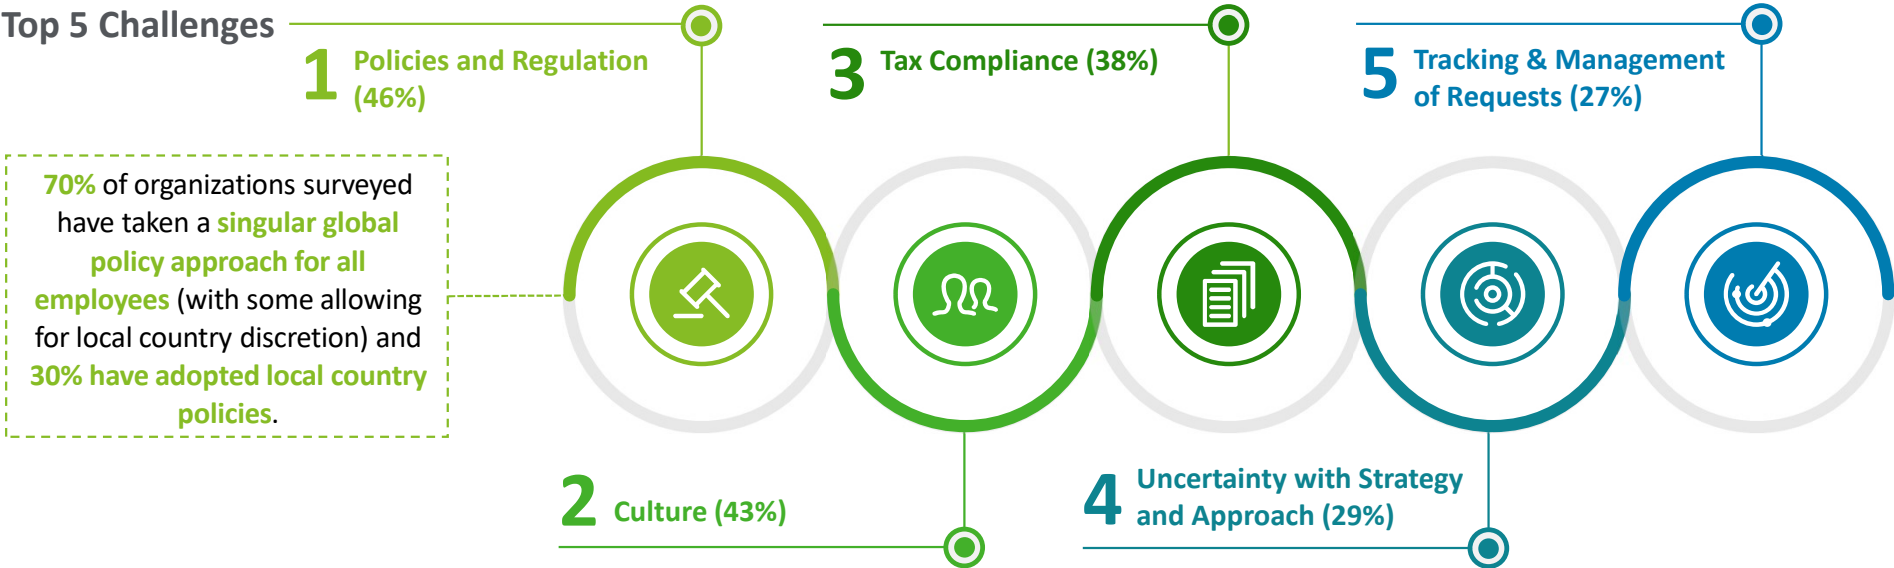 Top 5 Challenges
1 Policies and Regulation
(46%)
3 Tax Compliance (38%)
5 Tracking & Management
of Requests (27%)
70% of organizations surveyed
have taken a singular global
policy approach for all
employees (with some allowing
for local country discretion) and
30% have adopted local country
policies.
2 Culture (43%)
4 Uncertainty with Strategy
and Approach (29%)